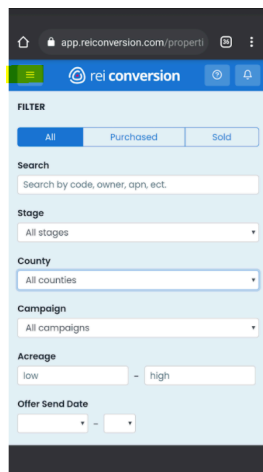 app.reiconversion.com/properti 36
rei conversion
FILTER
All Purchased Sold
Search
Search by code, owner, apn, ect.
Stage
All stages
County
All counties
Campaign
All campaigns
Acreage
low - high
Offer Send Date
-